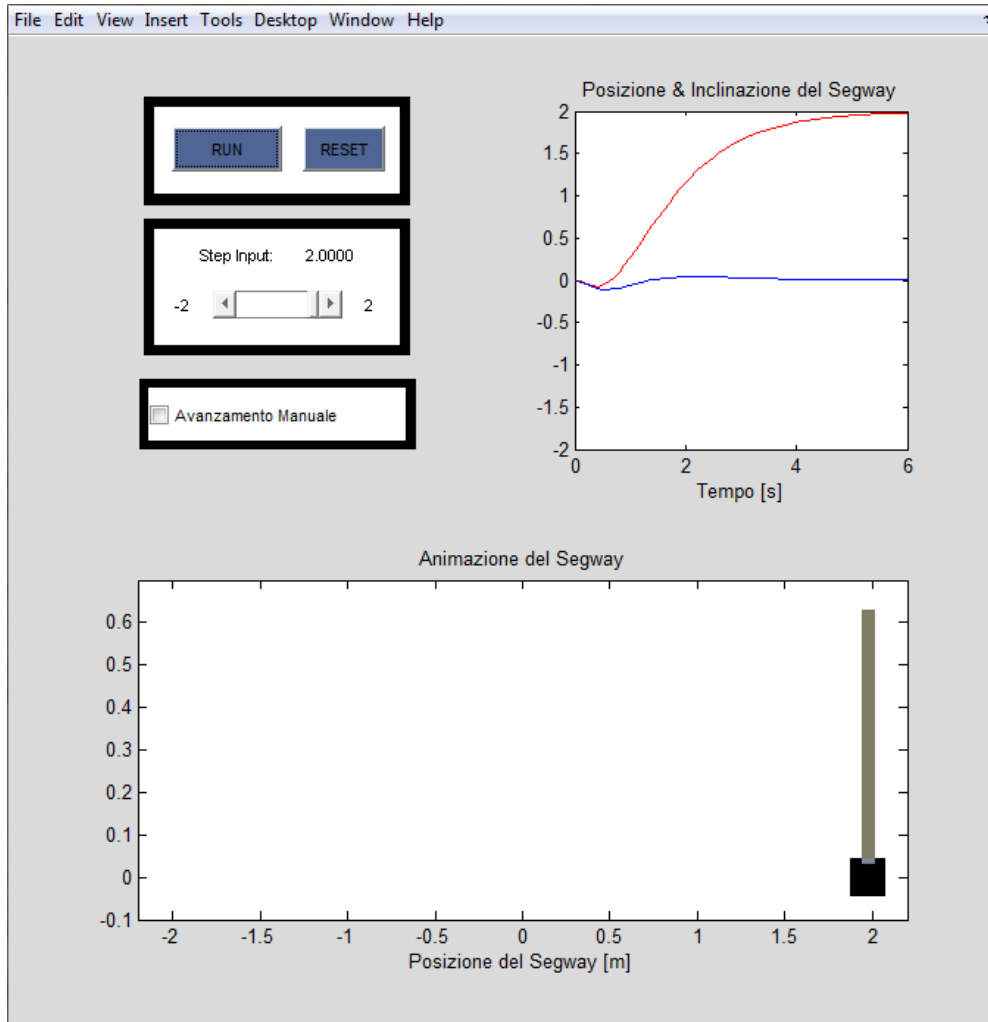 File Edit View Insert Tools Desktop Window Help
RUN RESET
Step Input: 2.0000
-2 2
Avanzamento Manuale
Posizione & Inclinazione del Segway
2
1.5
1
0.5
0
-0.5
-1
-1.5
-2
0 2 4 6
Tempo [s]
Animazione del Segway
0.6
0.5
0.4
0.3
0.2
0.1
0
-0.1
-2 -1.5 -1 -0.5 0 0.5 1 1.5 2
Posizione del Segway [m]